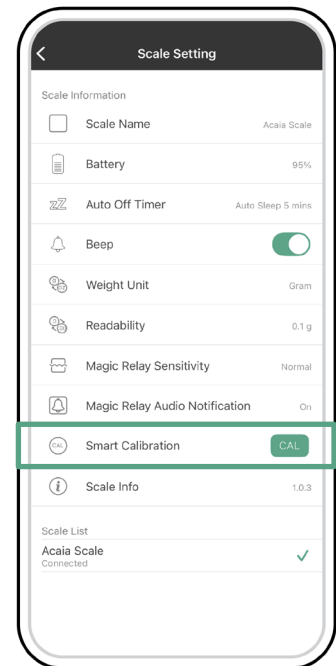 Scale Setting
Scale Information
Scale Name Acaia Scale
Battery 95%
zZ Auto Off Timer Auto Sleep 5 mins
Beep
Weight Unit Gram
Readability 0.1 g
Magic Relay Sensitivity Normal
Magic Relay Audio Notification On
CAL Smart Calibration CAL
i Scale Info 1.0.3
Scale List
Acaia Scale
Connected